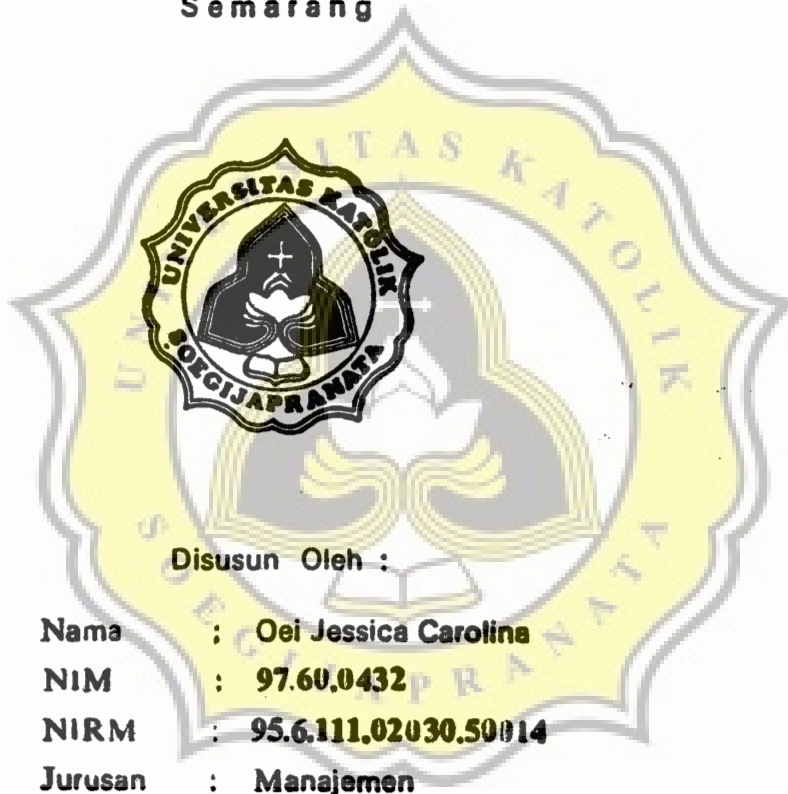 Semarang
UNIVERSITAS KATOLIK
SOEGIJAPRANATA
Disusun Oleh :
Nama : Oei Jessica Carolina
NIM : 97.60.0432
NIRM : 95.6.111.02030.50014
Jurusan : Manajemen